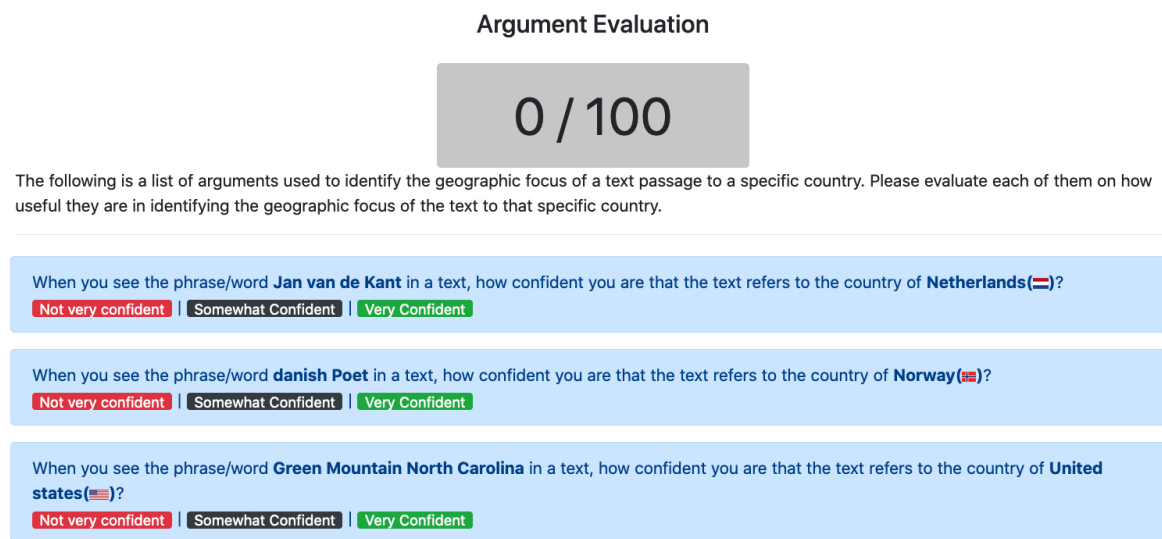 Argument Evaluation
0 / 100
The following is a list of arguments used to identify the geographic focus of a text passage to a specific country. Please evaluate each of them on how
useful they are in identifying the geographic focus of the text to that specific country.
When you see the phrase/word Jan van de Kant in a text, how confident you are that the text refers to the country of Netherlands()?
Not very confident | Somewhat Confident | Very Confident
When you see the phrase/word danish Poet in a text, how confident you are that the text refers to the country of Norway()?
Not very confident | Somewhat Confident | Very Confident
When you see the phrase/word Green Mountain North Carolina in a text, how confident you are that the text refers to the country of United
states()?
Not very confident | Somewhat Confident | Very Confident